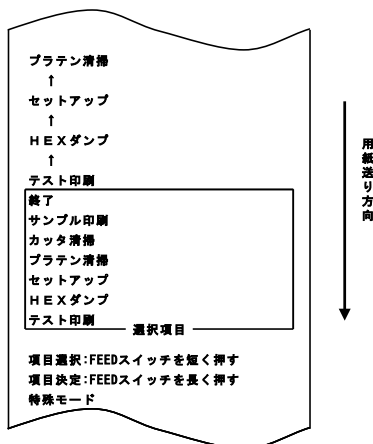 プラテン清掃
↑
セットアップ
↑
HEXダンプ
↑
テスト印刷
終了
サンプル印刷
カッタ清掃
プラテン清掃
セットアップ
HEXダンプ
テスト印刷
選択項目
項目選択:FEEDスイッチを短く押す
項目決定:FEEDスイッチを長く押す
特殊モード
用紙送り方向